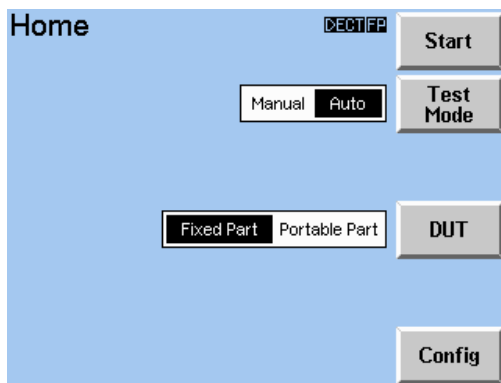 Home
DECT FP
Start
Manual Auto
Test
Mode
Fixed Part Portable Part
DUT
Config